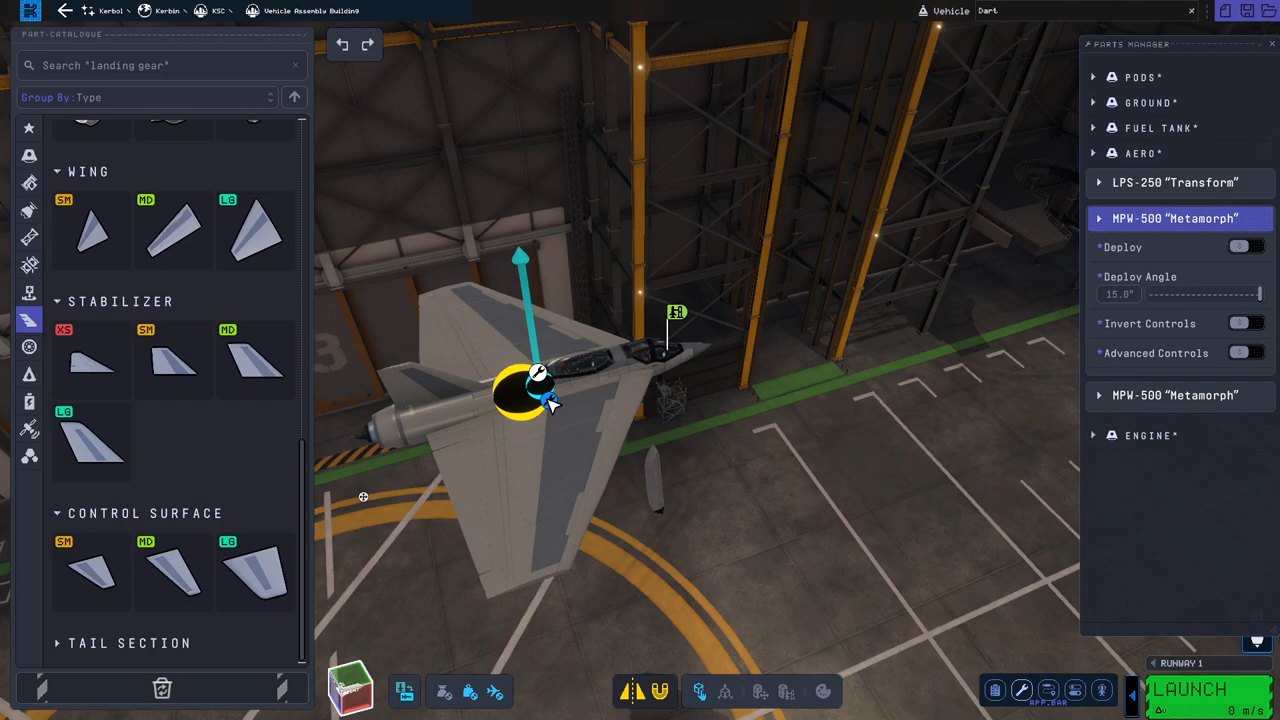 Kerbol
Kerbin
KSC
Vehicle Assembly Building
Vehicle
Dart
PART-CATALOGUE
Search "landing gear"
Group By: Type
WING
SM
MD
LG
STABILIZER
XS
SM
MD
LG
CONTROL SURFACE
SM
MD
LG
TAIL SECTION
PARTS MANAGER
PODS*
GROUND*
FUEL TANK*
AERO*
LPS-250 "Transform"
MPW-500 "Metamorph"
*Deploy
*Deploy Angle
15.0°
*Invert Controls
*Advanced Controls
MPW-500 "Metamorph"
ENGINE*
RUNWAY 1
APP.BAR
LAUNCH
Δv 0 m/s